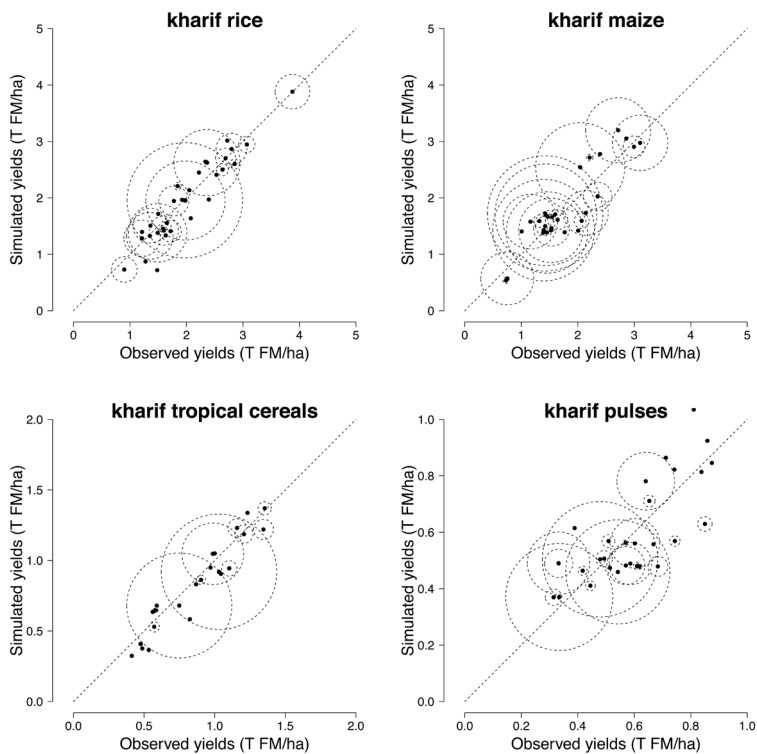 kharif rice
kharif maize
Simulated yields (T FM/ha)
5
4
3
2
1
0
0 1 2 3 4 5
Observed yields (T FM/ha)
Simulated yields (T FM/ha)
5
4
3
2
1
0
0 1 2 3 4 5
Observed yields (T FM/ha)
kharif tropical cereals
kharif pulses
Simulated yields (T FM/ha)
2.0
1.5
1.0
0.5
0.0
0.0 0.5 1.0 1.5 2.0
Observed yields (T FM/ha)
Simulated yields (T FM/ha)
1.0
0.8
0.6
0.4
0.2
0.0
0.0 0.2 0.4 0.6 0.8 1.0
Observed yields (T FM/ha)